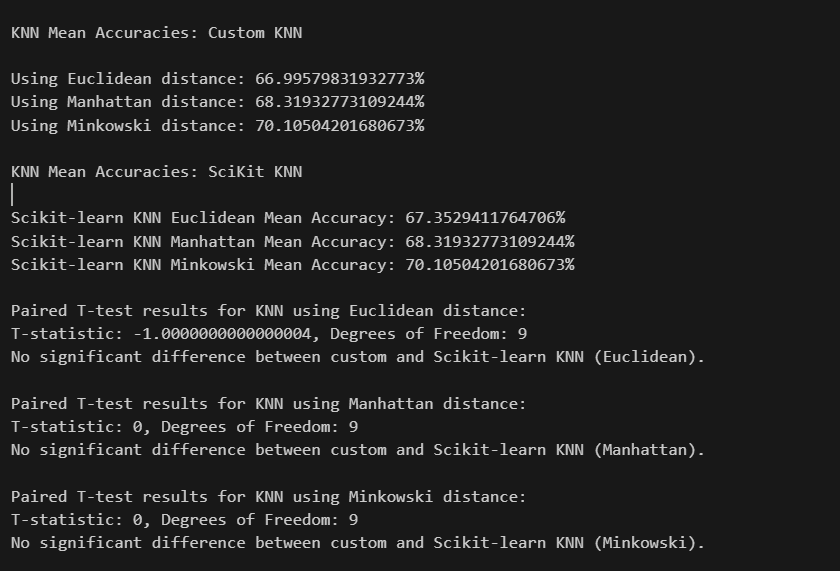 KNN Mean Accuracies: Custom KNN
Using Euclidean distance: 66.99579831932773%
Using Manhattan distance: 68.31932773109244%
Using Minkowski distance: 70.10504201680673%
KNN Mean Accuracies: SciKit KNN
Scikit-learn KNN Euclidean Mean Accuracy: 67.3529411764706%
Scikit-learn KNN Manhattan Mean Accuracy: 68.31932773109244%
Scikit-learn KNN Minkowski Mean Accuracy: 70.10504201680673%
Paired T-test results for KNN using Euclidean distance:
T-statistic: -1.0000000000000004, Degrees of Freedom: 9
No significant difference between custom and Scikit-learn KNN (Euclidean).
Paired T-test results for KNN using Manhattan distance:
T-statistic: 0, Degrees of Freedom: 9
No significant difference between custom and Scikit-learn KNN (Manhattan).
Paired T-test results for KNN using Minkowski distance:
T-statistic: 0, Degrees of Freedom: 9
No significant difference between custom and Scikit-learn KNN (Minkowski).